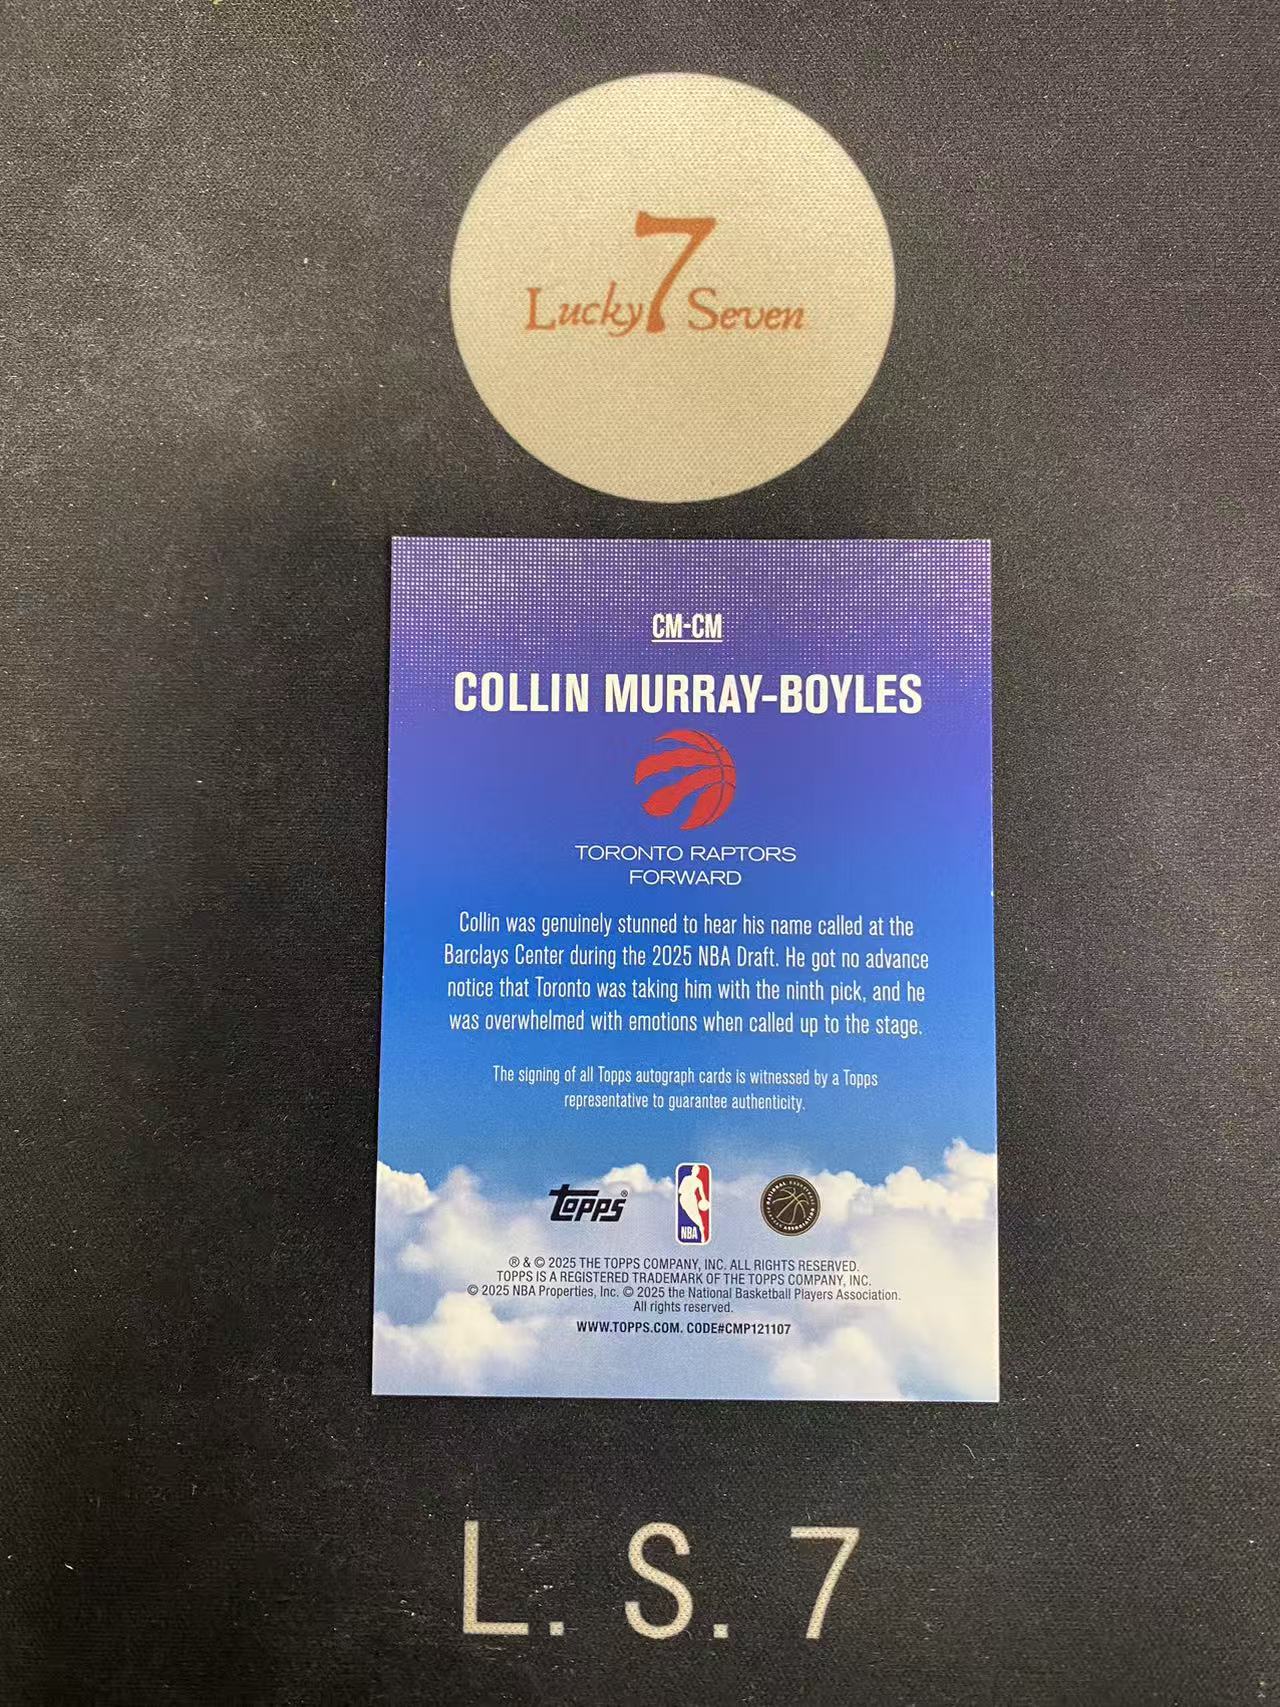 Lucky 7 Seven
CM-CM
COLLIN MURRAY-BOYLES
TORONTO RAPTORS
FORWARD
Collin was genuinely stunned to hear his name called at the
Barclays Center during the 2025 NBA Draft. He got no advance
notice that Toronto was taking him with the ninth pick, and he
was overwhelmed with emotions when called up to the stage.
The signing of all Topps autograph cards is witnessed by a Topps
representative to guarantee authenticity.
topps®
NBA
NATIONAL BASKETBALL
PLAYERS ASSOCIATION
® & © 2025 THE TOPPS COMPANY, INC. ALL RIGHTS RESERVED.
TOPPS IS A REGISTERED TRADEMARK OF THE TOPPS COMPANY, INC.
© 2025 NBA Properties, Inc. © 2025 the National Basketball Players Association.
All rights reserved.
WWW.TOPPS.COM. CODE#CMP121107
L. S. 7